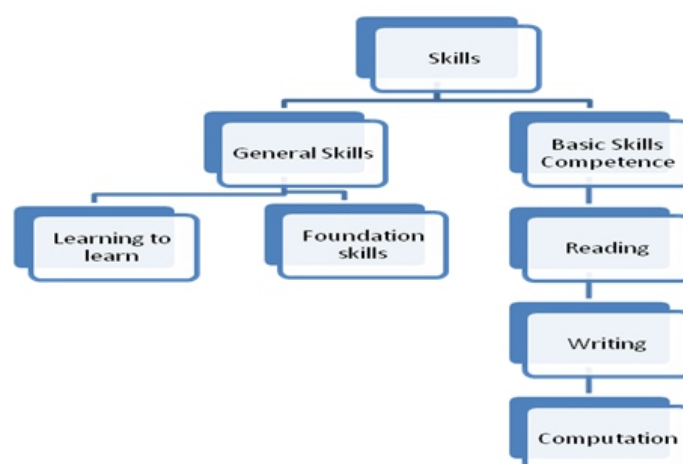 Skills
General Skills
Basic Skills
Competence
Learning to
learn
Foundation
skills
Reading
Writing
Computation